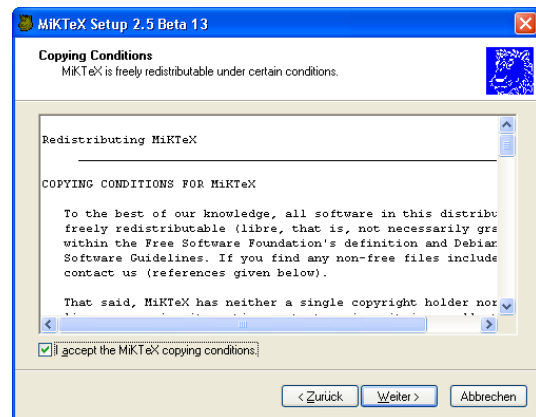 MiKTeX Setup 2.5 Beta 13
Copying Conditions
MiKTeX is freely redistributable under certain conditions.
Redistributing MiKTeX
COPYING CONDITIONS FOR MiKTeX
To the best of our knowledge, all software in this distribu
freely redistributable (libre, that is, not necessarily gra
within the Free Software Foundation's definition and Debian
Software Guidelines. If you find any non-free files include
contact us (references given below).
That said, MiKTeX has neither a single copyright holder nor
I accept the MiKTeX copying conditions.
< Zurück
Weiter >
Abbrechen